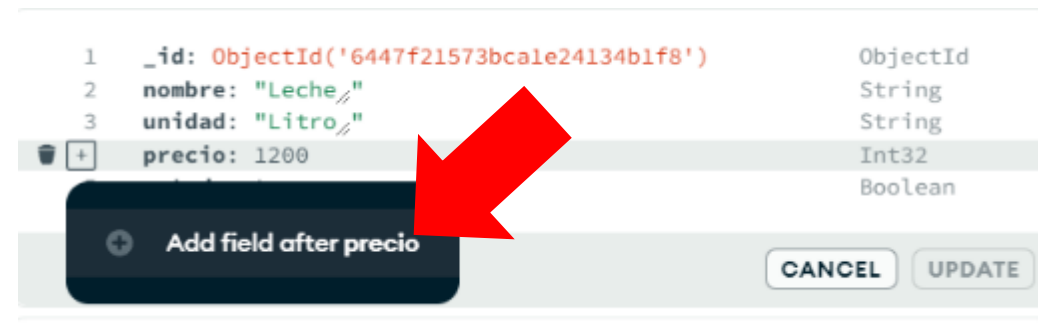 1 _id: ObjectId('6447f21573bca1e24134b1f8') ObjectId
2 nombre: "Leche" String
3 unidad: "Litro" String
precio: 1200 Int32
Boolean
Add field after precio
CANCEL UPDATE